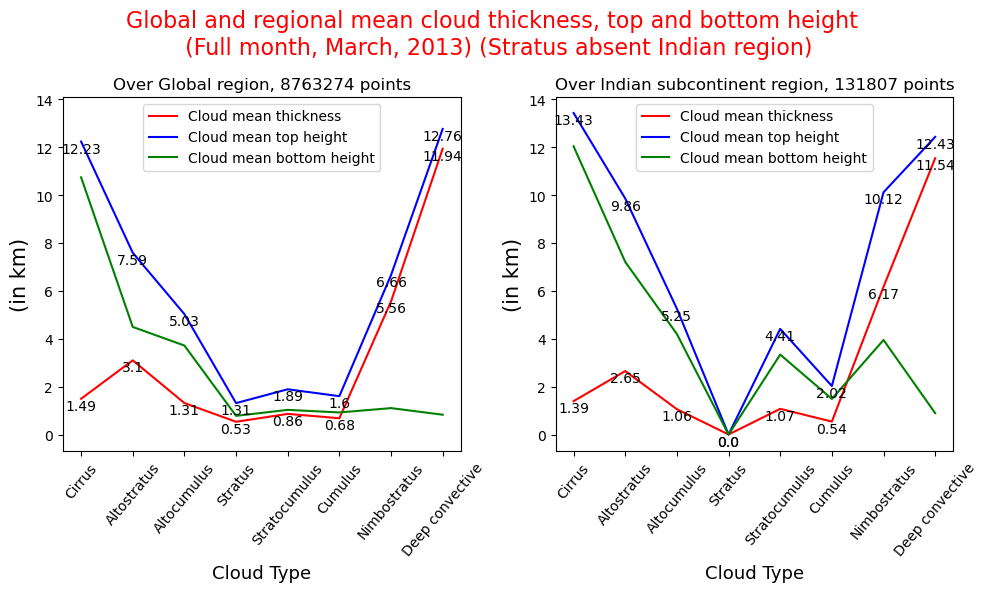 Global and regional mean cloud thickness, top and bottom height
(Full month, March, 2013) (Stratus absent Indian region)
Over Global region, 8763274 points
(in km)
14
12
10
8
6
4
2
0
Cloud mean thickness
Cloud mean top height
Cloud mean bottom height
12.23
7.59
5.03
1.31
1.89
1.6
6.66
12.76
1.49
3.1
1.31
0.53
0.86
0.68
5.56
11.94
Cirrus
Altostratus
Altocumulus
Stratus
Stratocumulus
Cumulus
Nimbostratus
Deep convective
Cloud Type
Over Indian subcontinent region, 131807 points
(in km)
14
12
10
8
6
4
2
0
Cloud mean thickness
Cloud mean top height
Cloud mean bottom height
13.43
9.86
5.25
0.0
4.41
2.02
10.12
12.43
1.39
2.65
1.06
0.0
1.07
0.54
6.17
11.54
Cirrus
Altostratus
Altocumulus
Stratus
Stratocumulus
Cumulus
Nimbostratus
Deep convective
Cloud Type